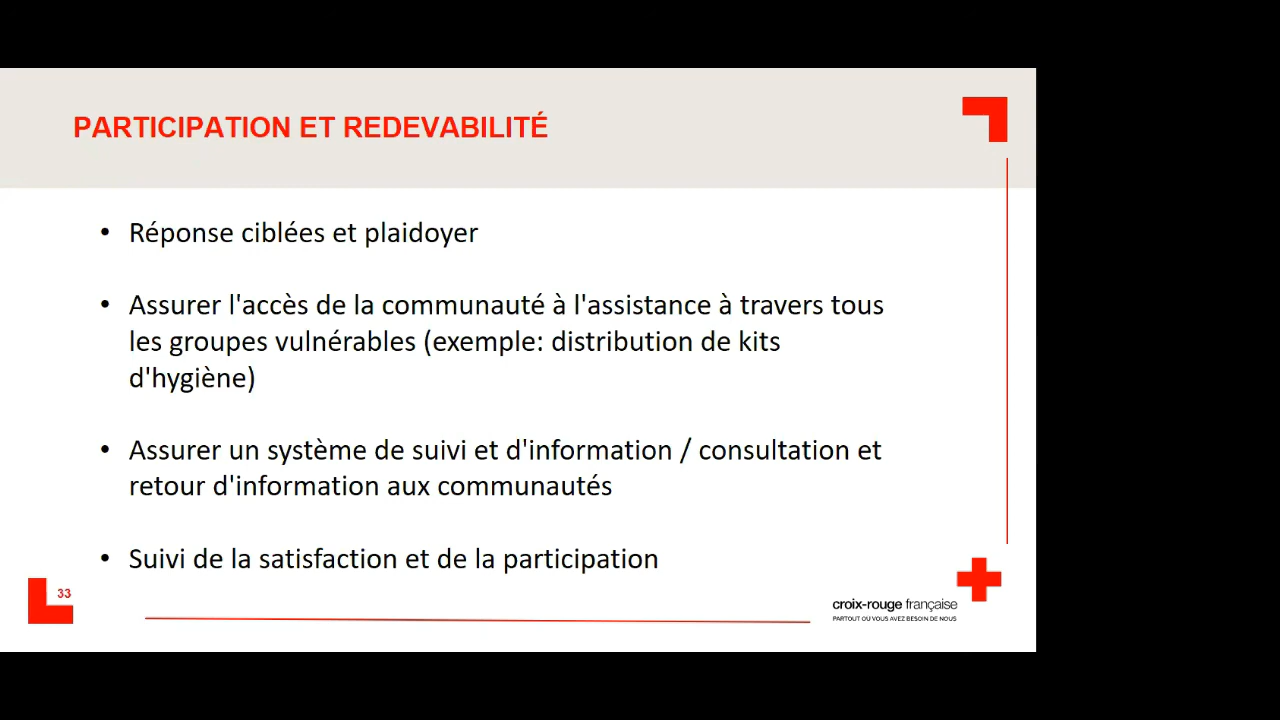 PARTICIPATION ET REDEVABILITÉ
• Réponse ciblées et plaidoyer
• Assurer l'accès de la communauté à l'assistance à travers tous
les groupes vulnérables (exemple: distribution de kits
d'hygiène)
• Assurer un système de suivi et d'information / consultation et
retour d'information aux communautés
• Suivi de la satisfaction et de la participation
33
croix-rouge française
PARTOUT OÙ VOUS AVEZ BESOIN DE NOUS